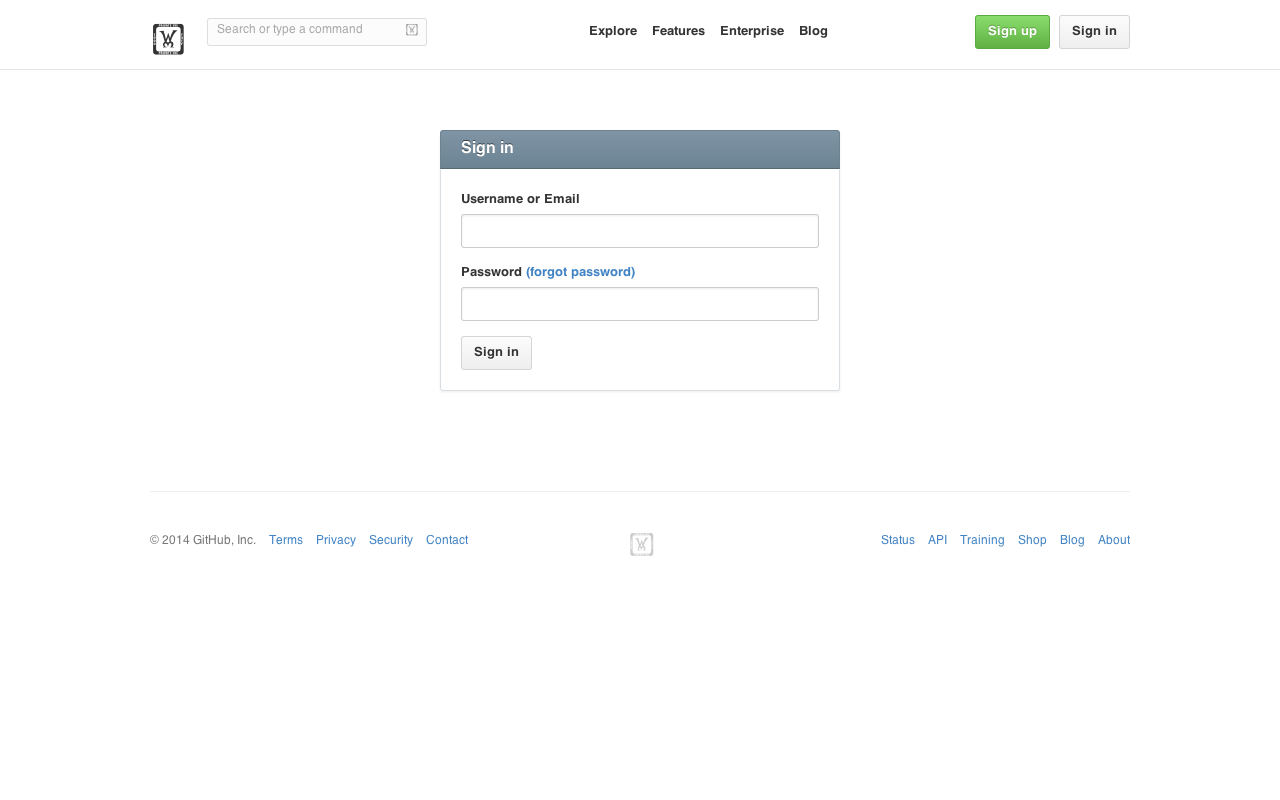 Search or type a command
Explore Features Enterprise Blog
Sign up Sign in
Sign in
Username or Email
Password (forgot password)
Sign in
© 2014 GitHub, Inc. Terms Privacy Security Contact
Status API Training Shop Blog About